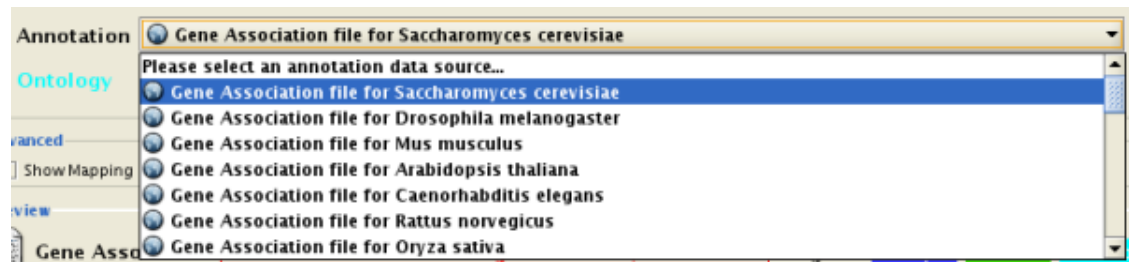 Annotation Gene Association file for Saccharomyces cerevisiae
Please select an annotation data source...
Ontology
Gene Association file for Saccharomyces cerevisiae
Gene Association file for Drosophila melanogaster
vanced
Gene Association file for Mus musculus
Show Mapping
Gene Association file for Arabidopsis thaliana
Gene Association file for Caenorhabditis elegans
view
Gene Association file for Rattus norvegicus
Gene Asso
Gene Association file for Oryza sativa